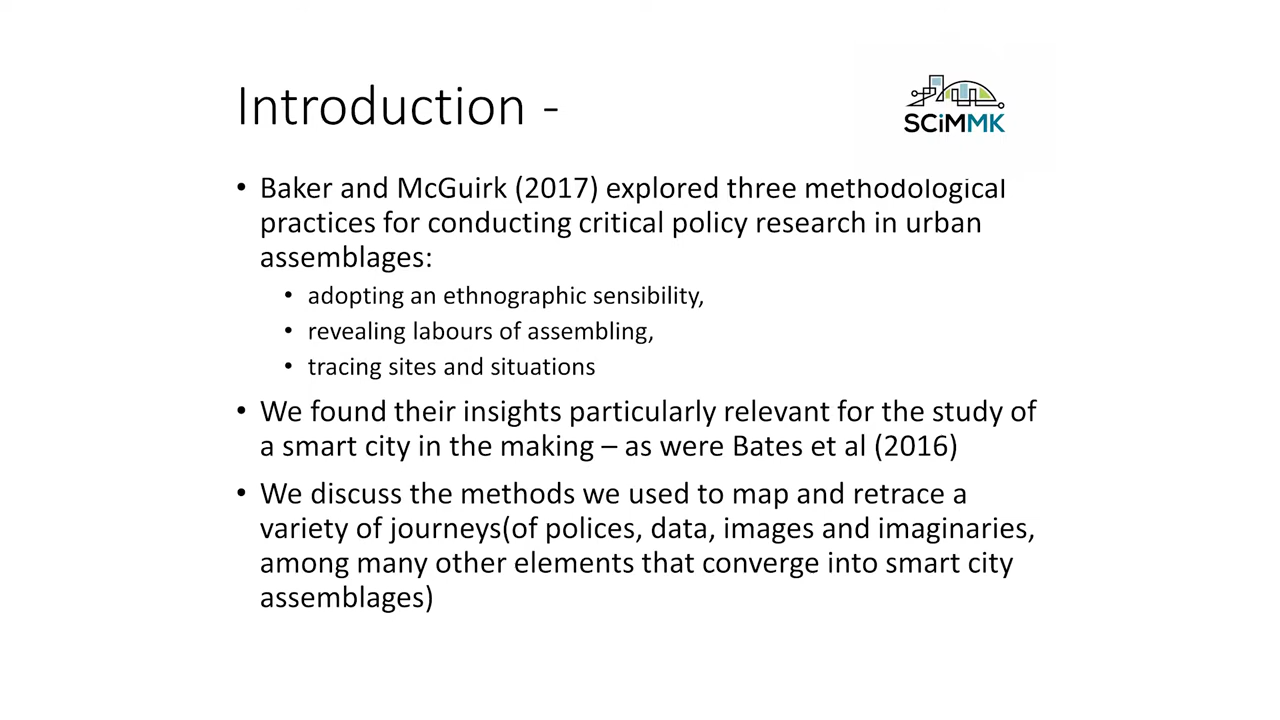 Introduction -
SCiMMK
• Baker and McGuirk (2017) explored three methodological
practices for conducting critical policy research in urban
assemblages:
• adopting an ethnographic sensibility,
• revealing labours of assembling,
• tracing sites and situations
• We found their insights particularly relevant for the study of
a smart city in the making – as were Bates et al (2016)
• We discuss the methods we used to map and retrace a
variety of journeys(of polices, data, images and imaginaries,
among many other elements that converge into smart city
assemblages)